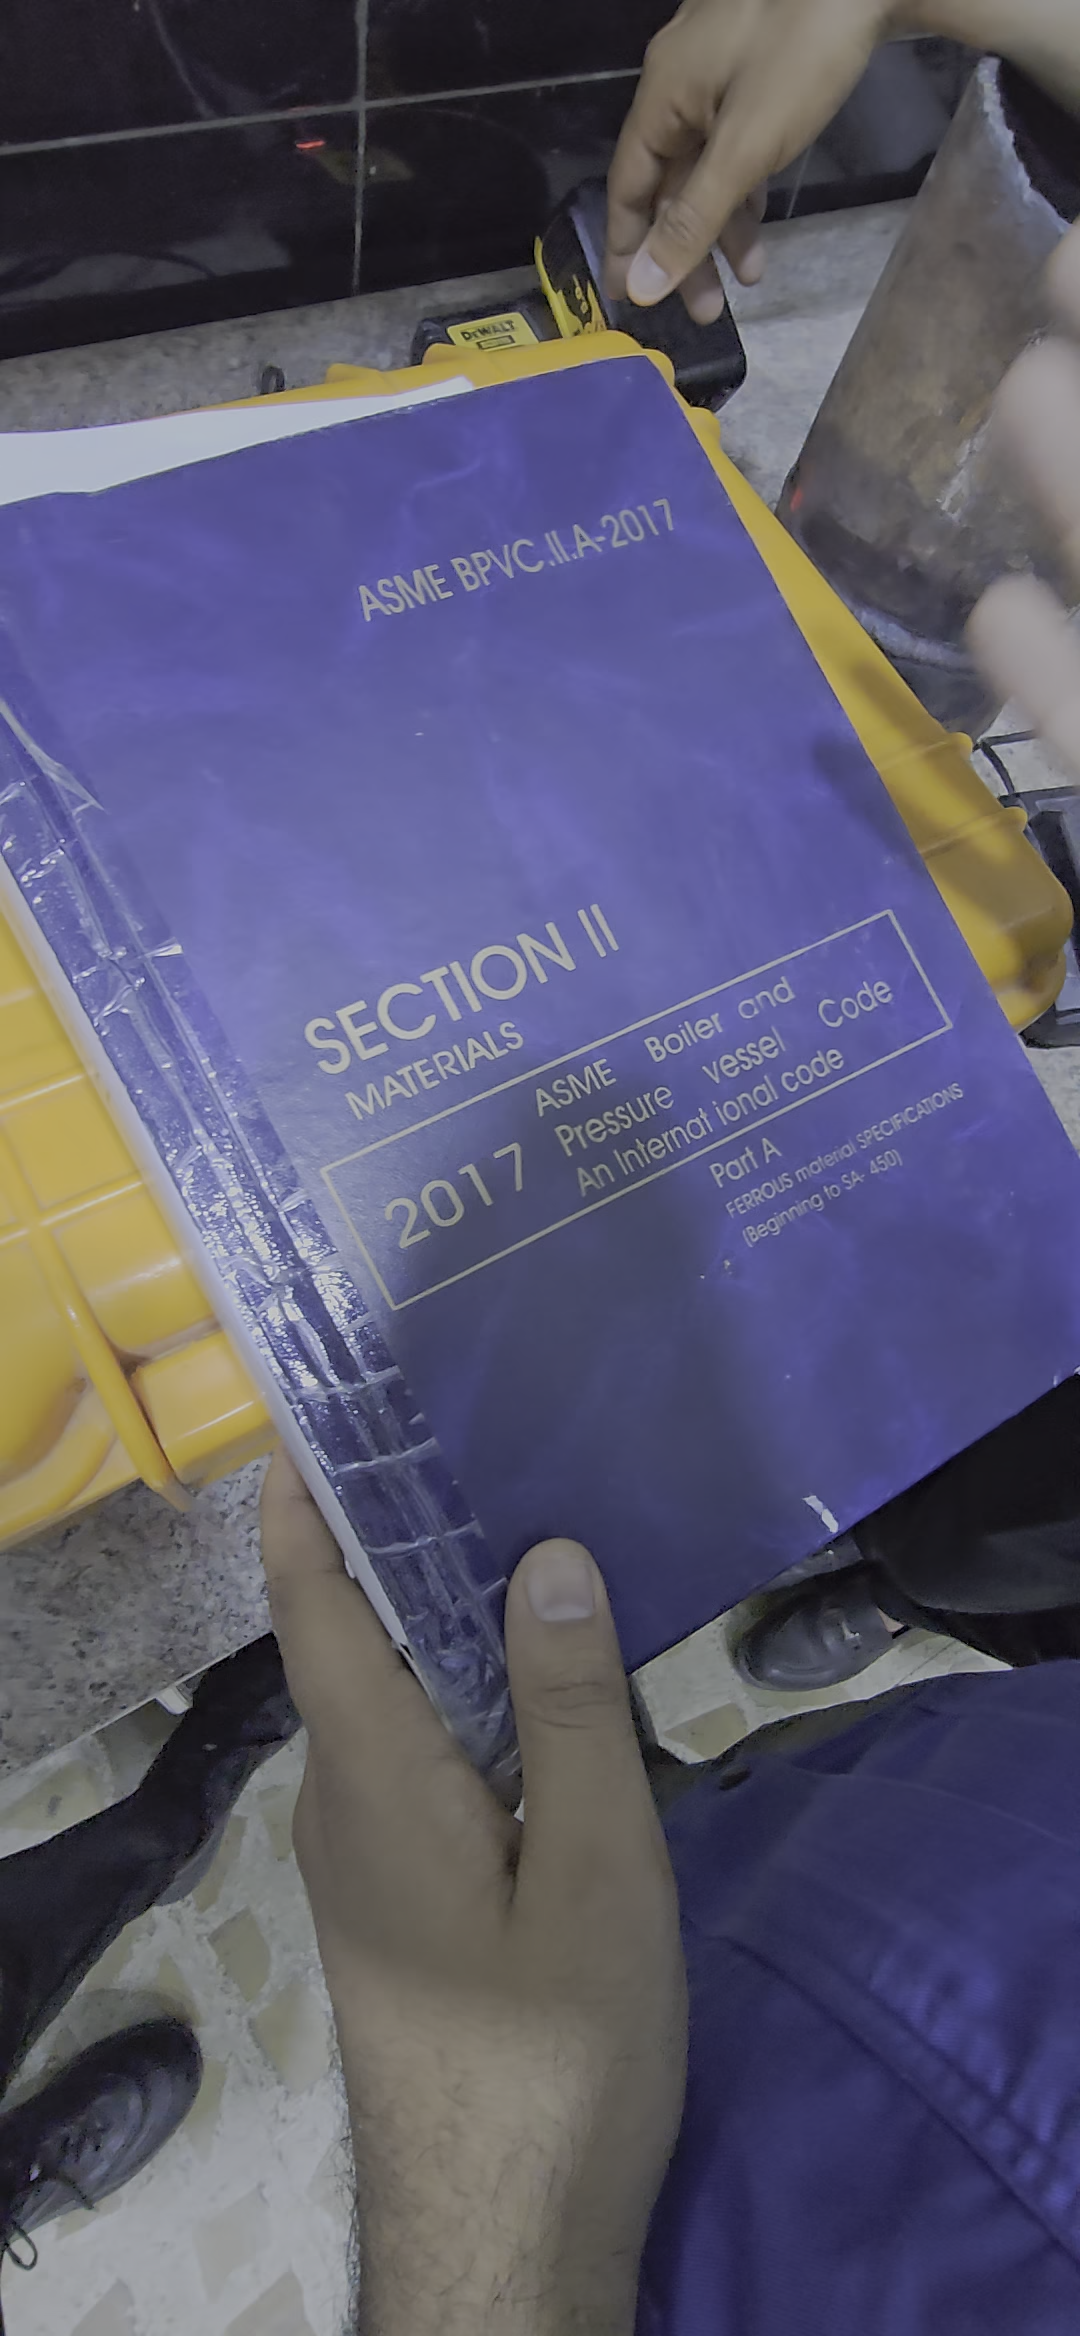 DEWALT
ASME BPVC.II.A-2017
SECTION II
MATERIALS
2017
ASME Boiler and
Pressure vessel Code
An Internat ional code
Part A
FERROUS material SPECIFICATIONS
(Beginning to SA- 450)